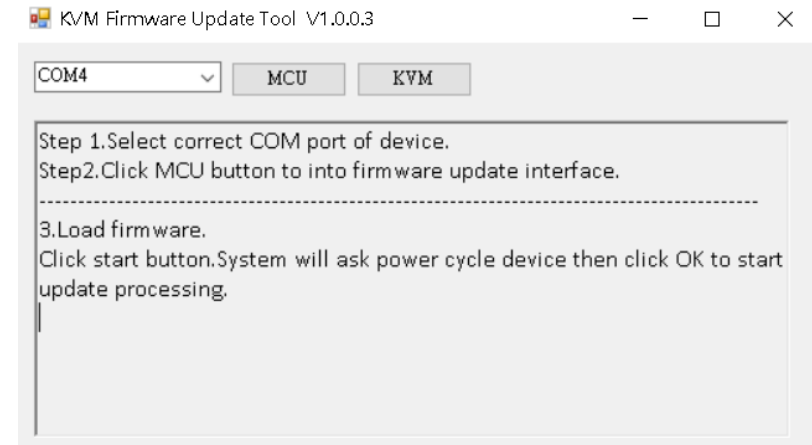 KVM Firmware Update Tool V1.0.0.3
COM4 MCU KVM
Step 1.Select correct COM port of device.
Step2.Click MCU button to into firmware update interface.
--------------------------------------------------------------------------------------------
3.Load firmware.
Click start button.System will ask power cycle device then click OK to start
update processing.